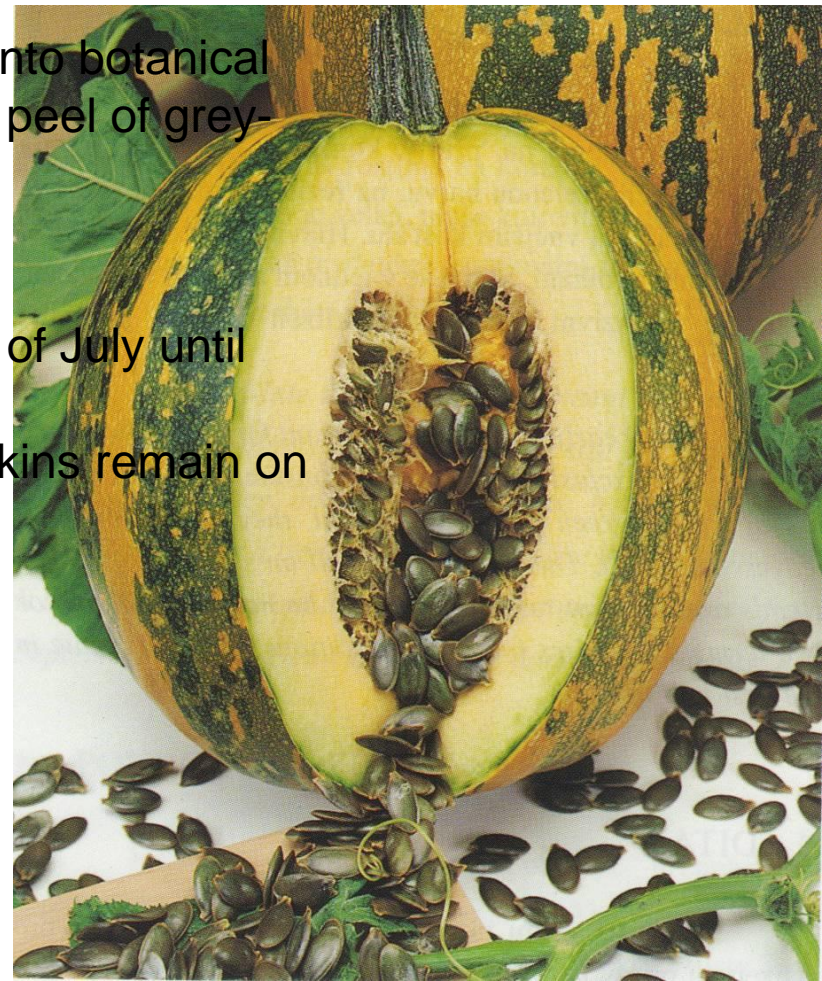 nto botanical
peel of grey-
of July until
kins remain on